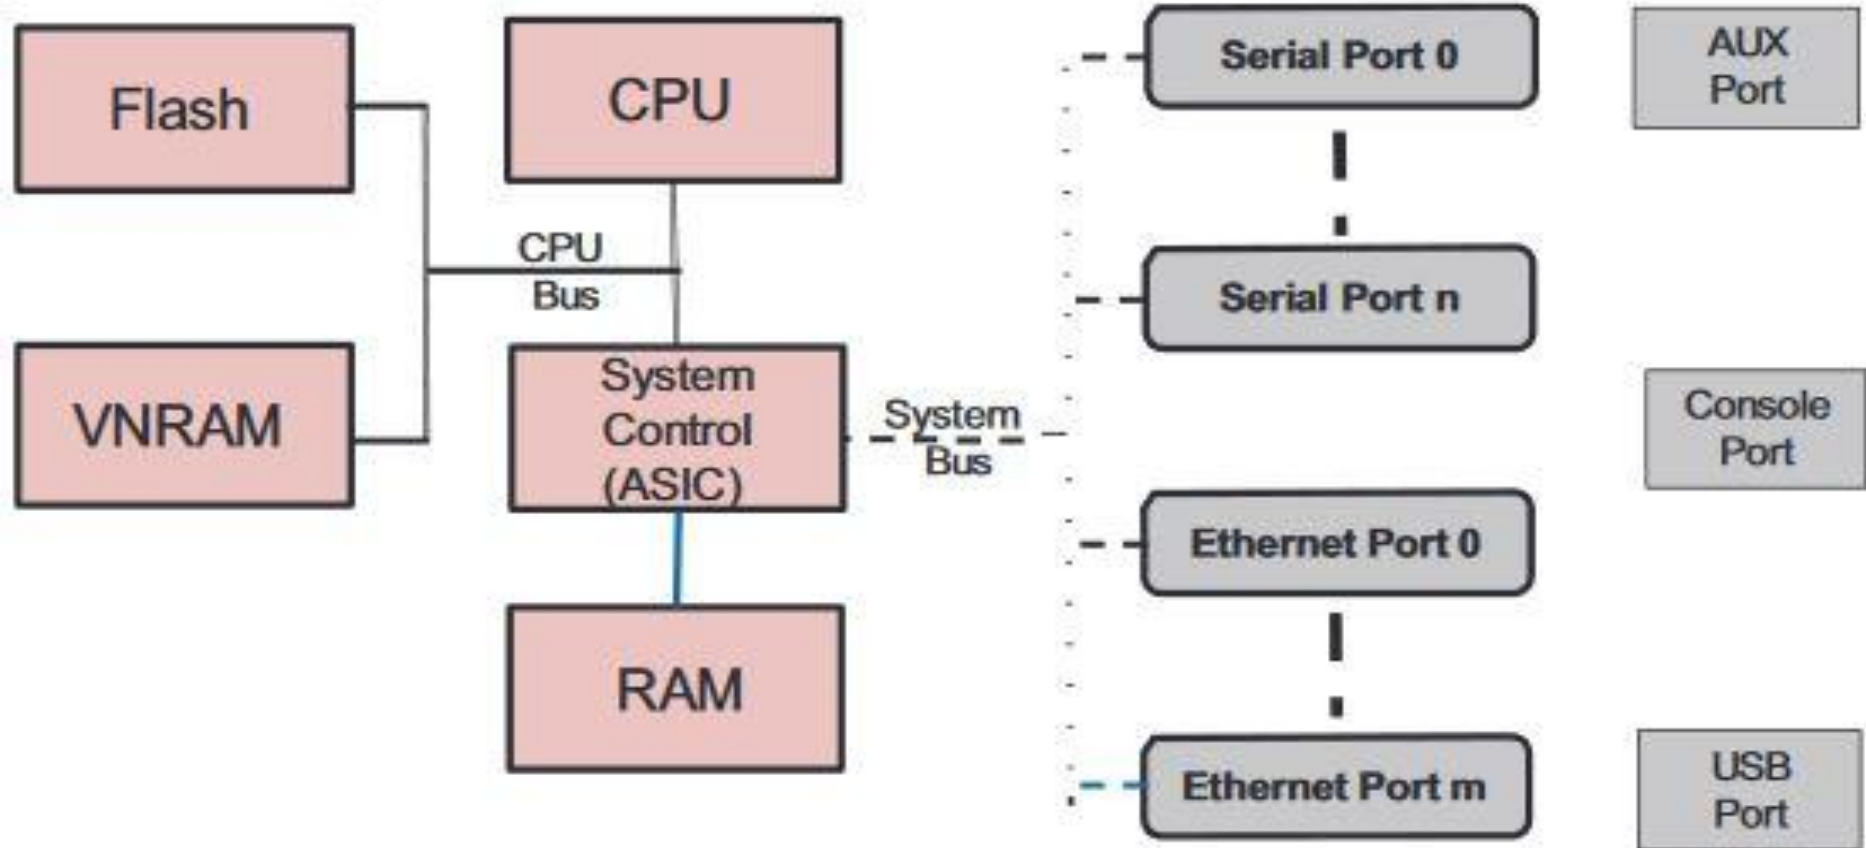 Flash
CPU
CPU
Bus
VNRAM
System
Control
(ASIC)
RAM
System
Bus
Serial Port 0
Serial Port n
Ethernet Port 0
Ethernet Port m
AUX
Port
Console
Port
USB
Port